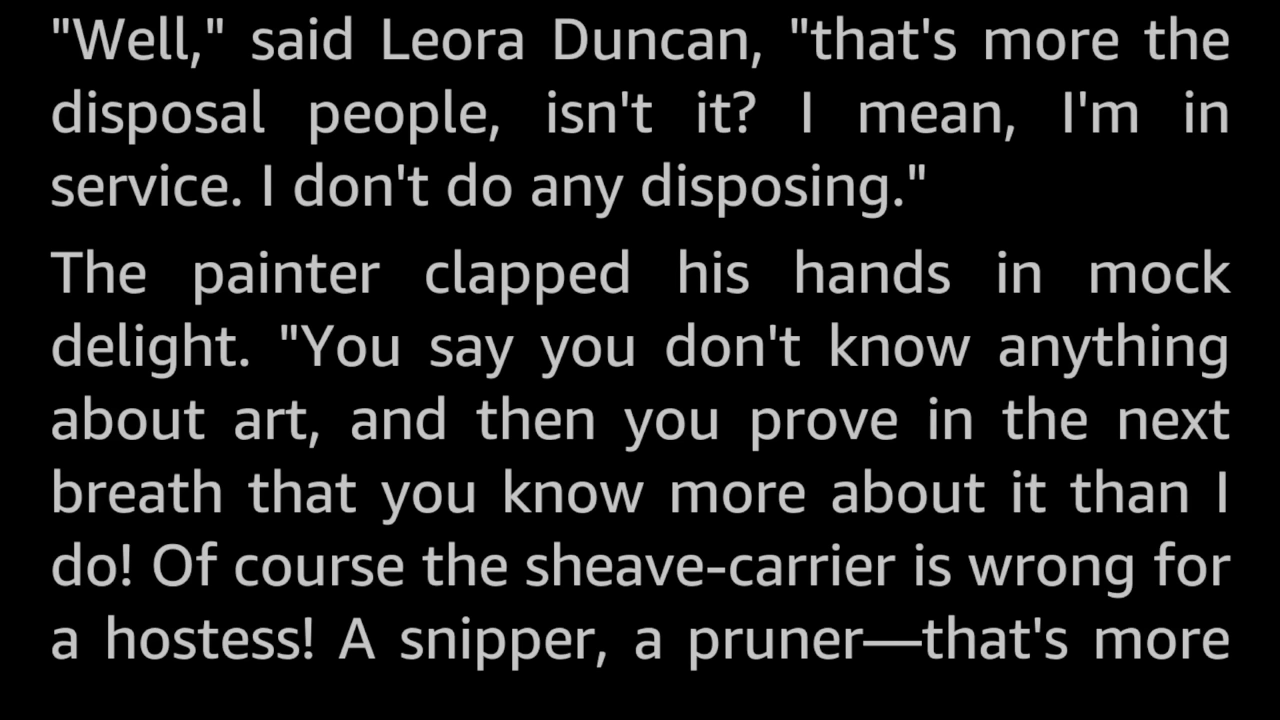 "Well," said Leora Duncan, "that's more the
disposal people, isn't it? I mean, I'm in
service. I don't do any disposing."
The painter clapped his hands in mock
delight. "You say you don't know anything
about art, and then you prove in the next
breath that you know more about it than I
do! Of course the sheave-carrier is wrong for
a hostess! A snipper, a pruner—that's more